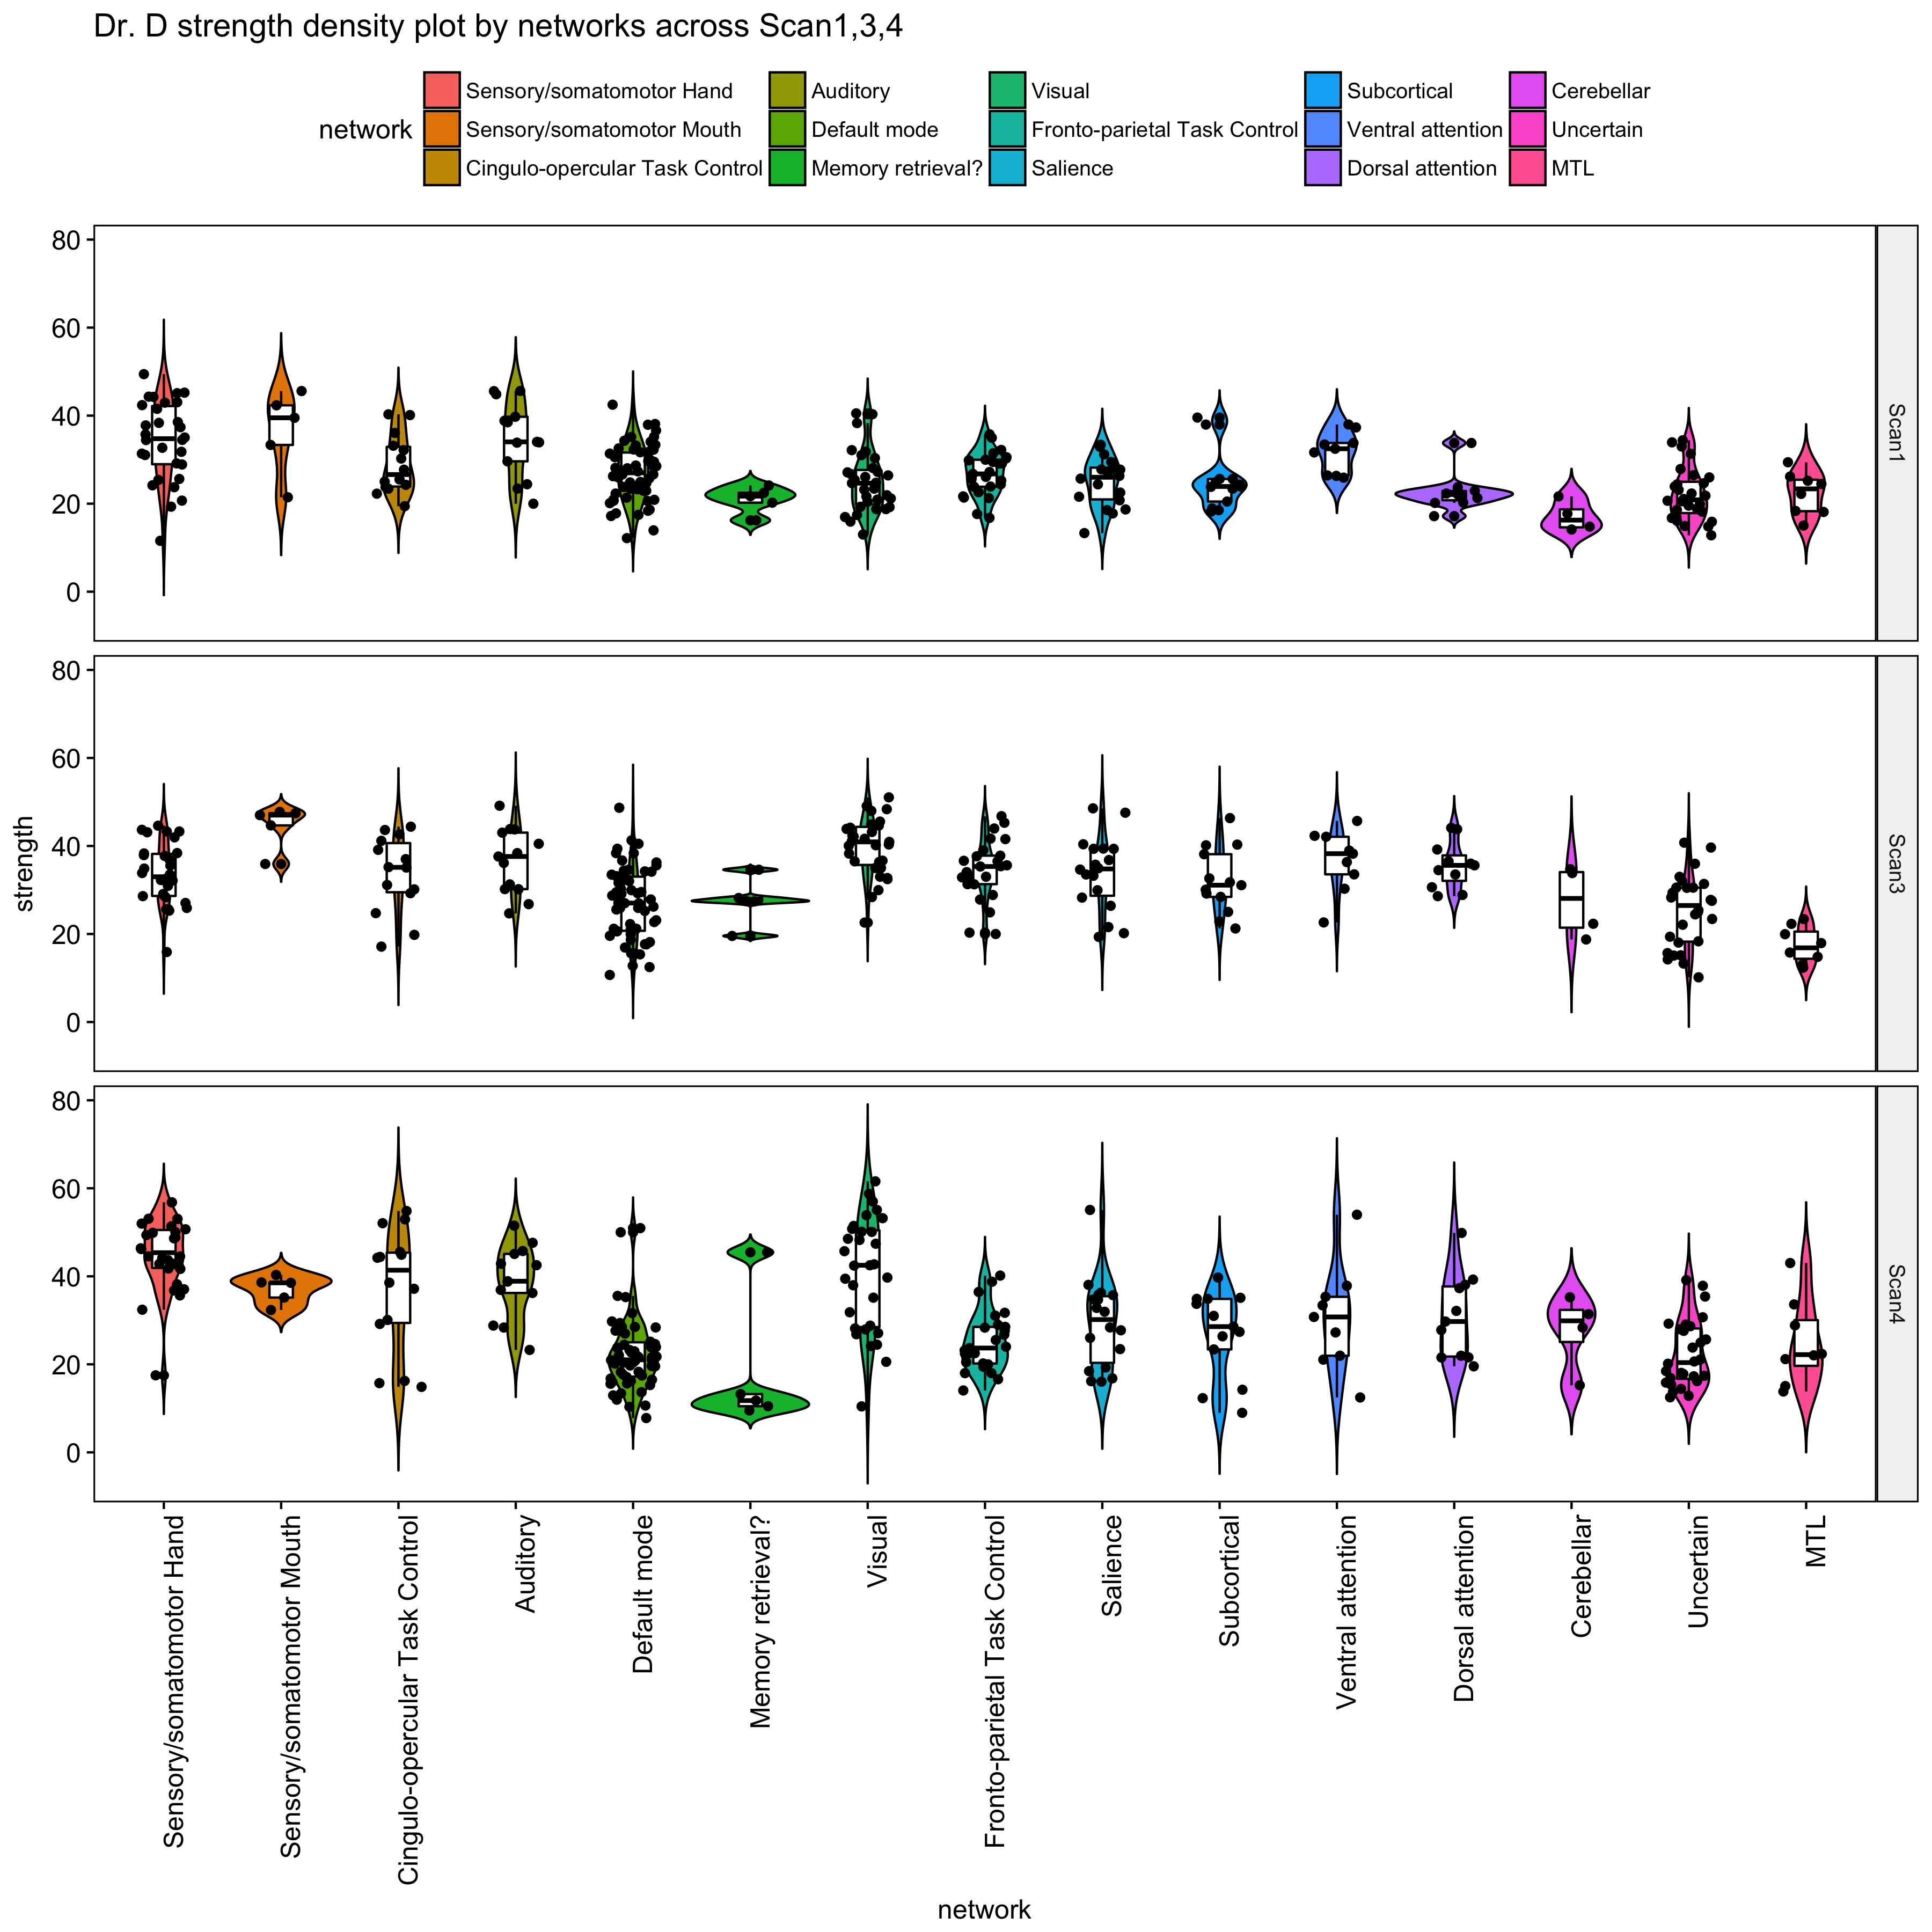 Dr. D strength density plot by networks across Scan1,3,4
network
Sensory/somatomotor Hand
Sensory/somatomotor Mouth
Cingulo-opercular Task Control
Auditory
Default mode
Memory retrieval?
Visual
Fronto-parietal Task Control
Salience
Subcortical
Ventral attention
Dorsal attention
Cerebellar
Uncertain
MTL
strength
80
60
40
20
0
Scan1
80
60
40
20
0
Scan3
80
60
40
20
0
Scan4
Sensory/somatomotor Hand
Sensory/somatomotor Mouth
Cingulo-opercular Task Control
Auditory
Default mode
Memory retrieval?
Visual
Fronto-parietal Task Control
Salience
Subcortical
Ventral attention
Dorsal attention
Cerebellar
Uncertain
MTL
network